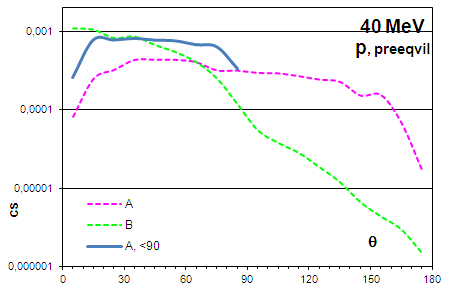 40 MeV
p, preeqvil
0,001
0,0001
0,00001
0,000001
cs
A
B
A, <90
θ
0 30 60 90 120 150 180